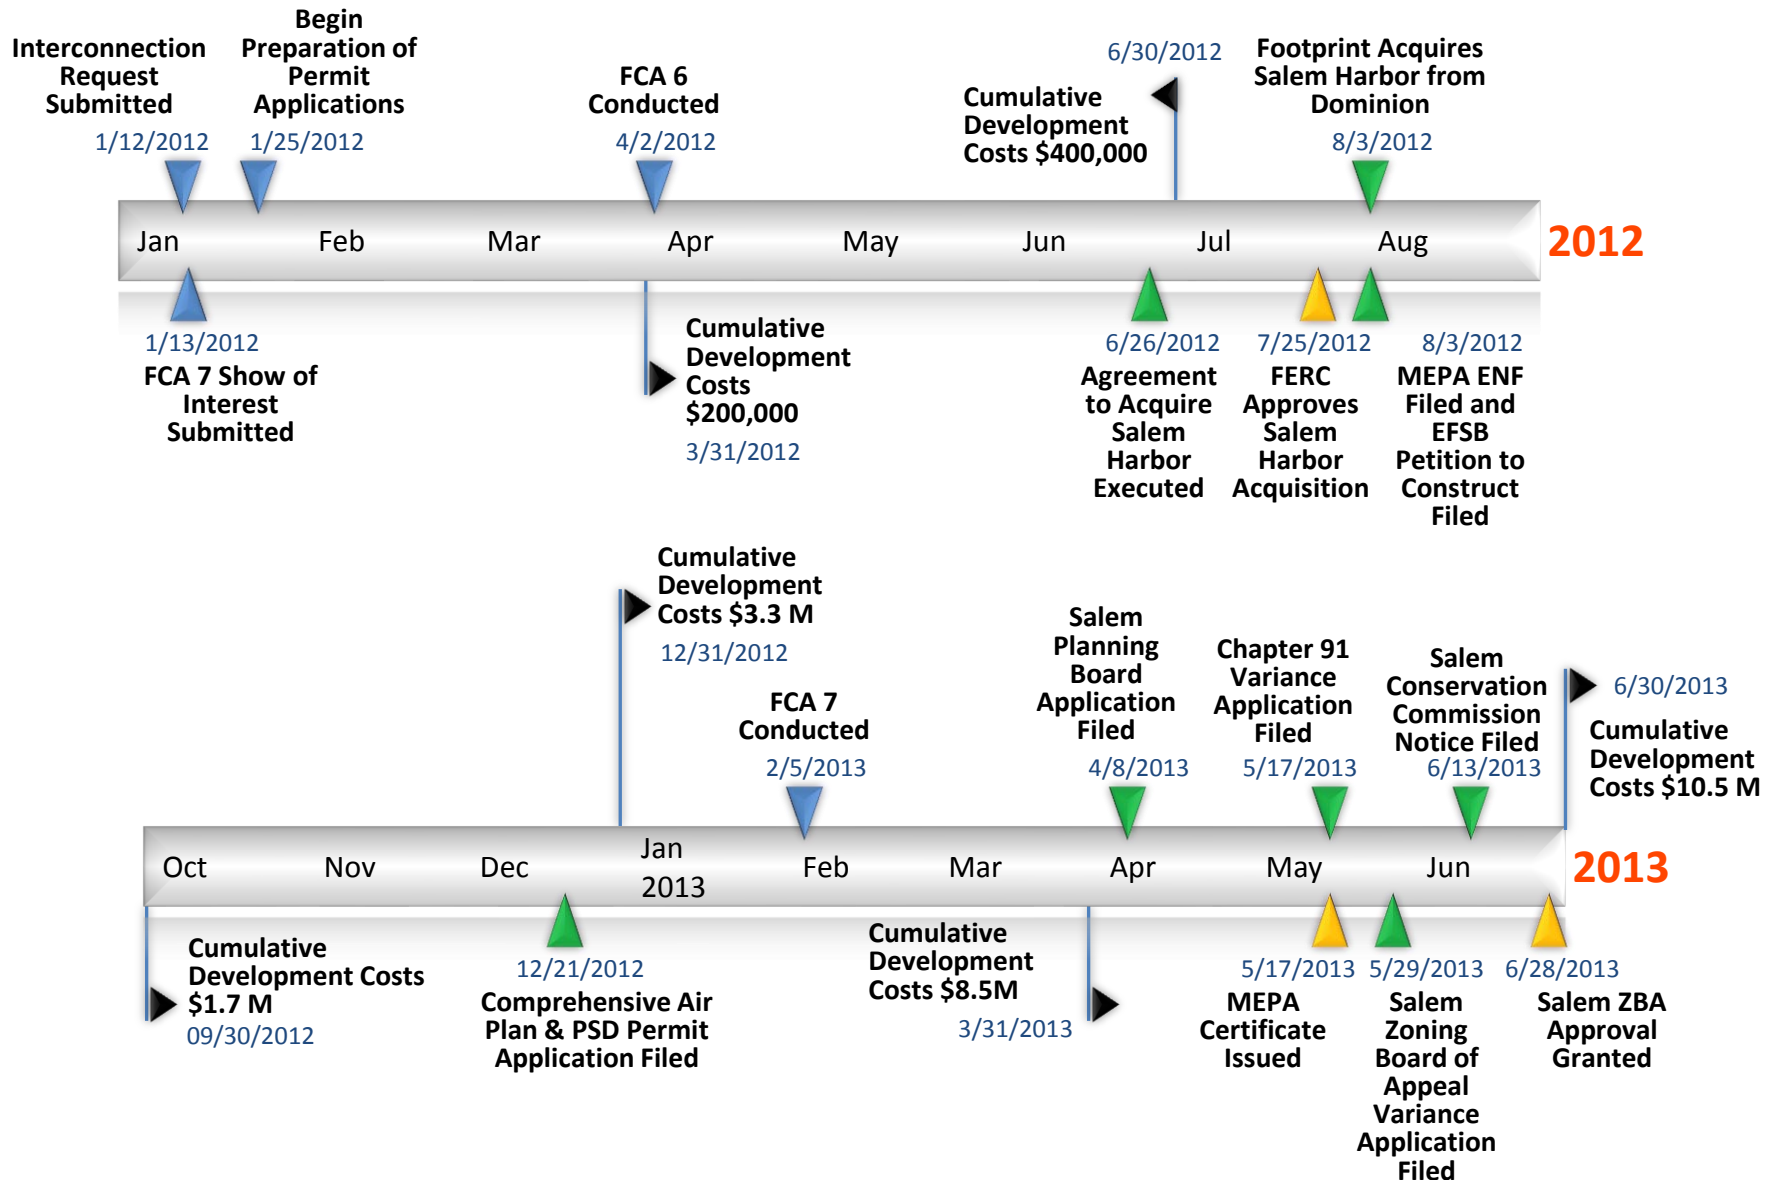 Interconnection
Request
Submitted
1/12/2012
Begin
Preparation of
Permit
Applications
1/25/2012
FCA 6
Conducted
4/2/2012
Cumulative
Development
Costs $400,000
6/30/2012
Footprint Acquires
Salem Harbor from
Dominion
8/3/2012
Jan Feb Mar Apr May Jun Jul Aug 2012
1/13/2012
FCA 7 Show of
Interest
Submitted
Cumulative
Development
Costs
$200,000
3/31/2012
6/26/2012
Agreement
to Acquire
Salem
Harbor
Executed
7/25/2012
FERC
Approves
Salem
Harbor
Acquisition
8/3/2012
MEPA ENF
Filed and
EFSB
Petition to
Construct
Filed
Cumulative
Development
Costs $3.3 M
12/31/2012
FCA 7
Conducted
2/5/2013
Salem
Planning
Board
Application
Filed
4/8/2013
Chapter 91
Variance
Application
Filed
5/17/2013
Salem
Conservation
Commission
Notice Filed
6/13/2013
6/30/2013
Cumulative
Development
Costs $10.5 M
Oct Nov Dec Jan
2013 Feb Mar Apr May Jun 2013
Cumulative
Development Costs
$1.7 M
09/30/2012
12/21/2012
Comprehensive Air
Plan & PSD Permit
Application Filed
Cumulative
Development
Costs $8.5M
3/31/2013
5/17/2013
MEPA
Certificate
Issued
5/29/2013
Salem
Zoning
Board of
Appeal
Variance
Application
Filed
6/28/2013
Salem ZBA
Approval
Granted